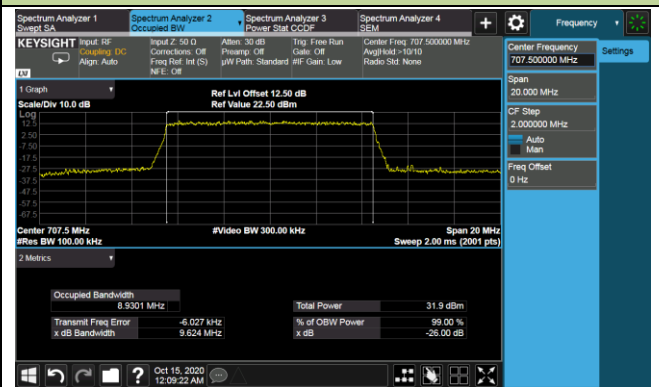 Spectrum Analyzer 1
Swept SA
Spectrum Analyzer 2
Occupied BW
Spectrum Analyzer 3
Power Stat CCDF
Spectrum Analyzer 4
SEM
+
Frequency
KEYSIGHT
Input: RF
Coupling: DC
Align: Auto
Input Z: 50 Ω
Corrections: Off
Freq Ref: Int (S)
NFE: Off
Atten: 30 dB
Preamp: Off
µW Path: Standard
Trig: Free Run
Gate: Off
#IF Gain: Low
Center Freq: 707.500000 MHz
Avg|Hold:>10/10
Radio Std: None
LXI
Center Frequency
707.500000 MHz
Settings
Span
20.000 MHz
CF Step
2.000000 MHz
Auto
Man
Freq Offset
0 Hz
1 Graph
Scale/Div 10.0 dB
Ref Lvl Offset 12.50 dB
Ref Value 22.50 dBm
Log
12.5
2.50
-7.50
-17.5
-27.5
-37.5
-47.5
-57.5
-67.5
Center 707.5 MHz
#Res BW 100.00 kHz
#Video BW 300.00 kHz
Span 20 MHz
Sweep 2.00 ms (2001 pts)
2 Metrics
Occupied Bandwidth
8.9301 MHz
Total Power
31.9 dBm
Transmit Freq Error
-6.027 kHz
% of OBW Power
99.00 %
x dB Bandwidth
9.624 MHz
x dB
-26.00 dB
?
Oct 15, 2020
12:09:22 AM